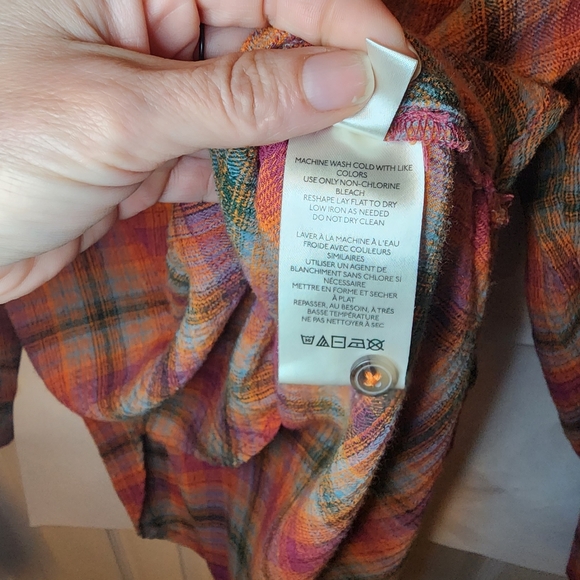 MACHINE WASH COLD WITH LIKE
COLORS
USE ONLY NON-CHLORINE
BLEACH
RESHAPE LAY FLAT TO DRY
LOW IRON AS NEEDED
DO NOT DRY CLEAN
LAVER À LA MACHINE À L'EAU
FROIDE AVEC COULEURS
SIMILAIRES
UTILISER UN AGENT DE
BLANCHIMENT SANS CHLORE SI
NÉCESSAIRE
METTRE EN FORME ET SECHER
À PLAT
REPASSER, AU BESOIN, À TRÈS
BASSE TEMPÉRATURE
NE PAS NETTOYER À SEC